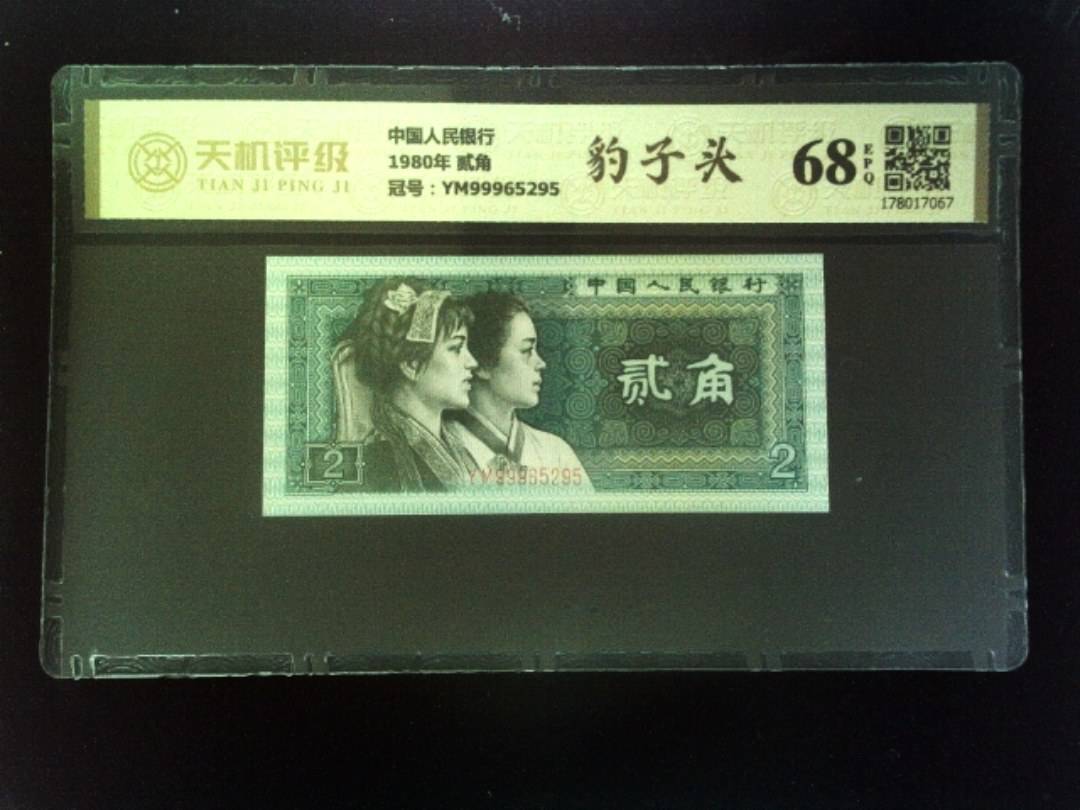 天机评级
TIAN JI PING JI
中国人民银行
1980年 贰角
冠号：YM99965295
豹子头
68
EPQ
178017067
中国人民银行
贰角
2
YM99965295
2